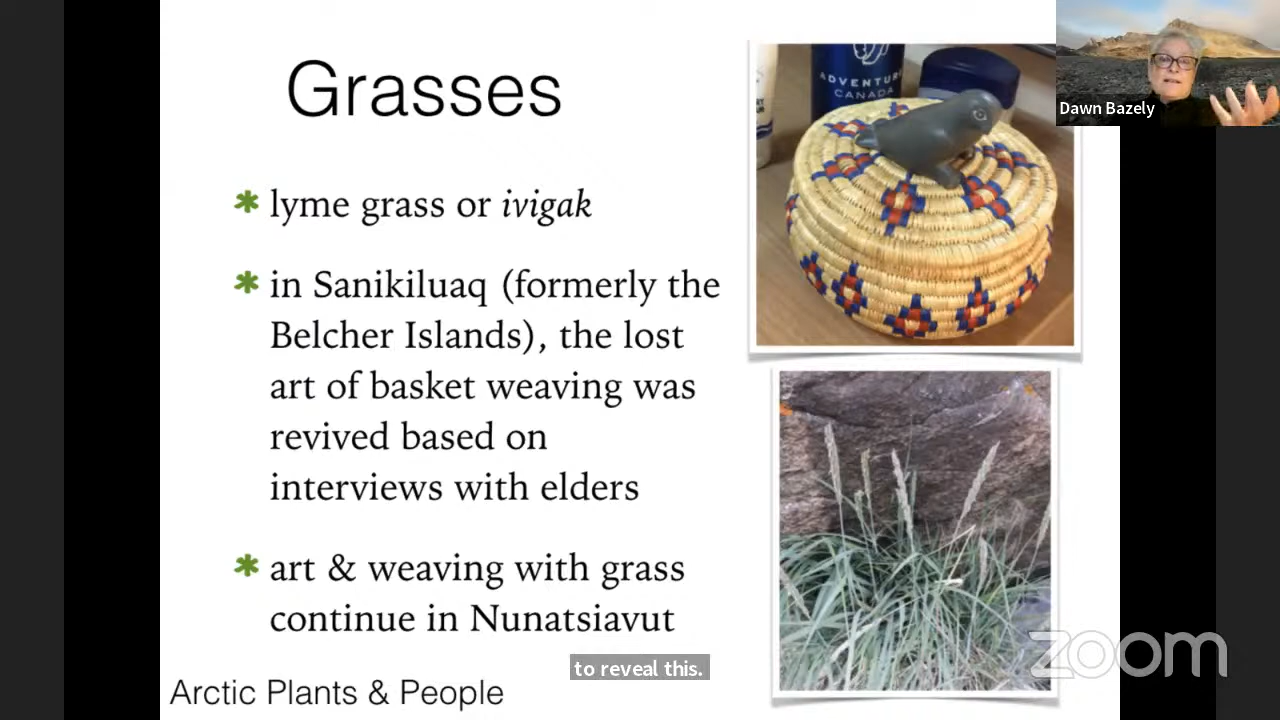 Grasses
lyme grass or ivigak
in Sanikiluaq (formerly the
Belcher Islands), the lost
art of basket weaving was
revived based on
interviews with elders
art & weaving with grass
continue in Nunatsiavut
Arctic Plants & People
ADVENTURE
CANADA
Dawn Bazely
to reveal this.
zoom